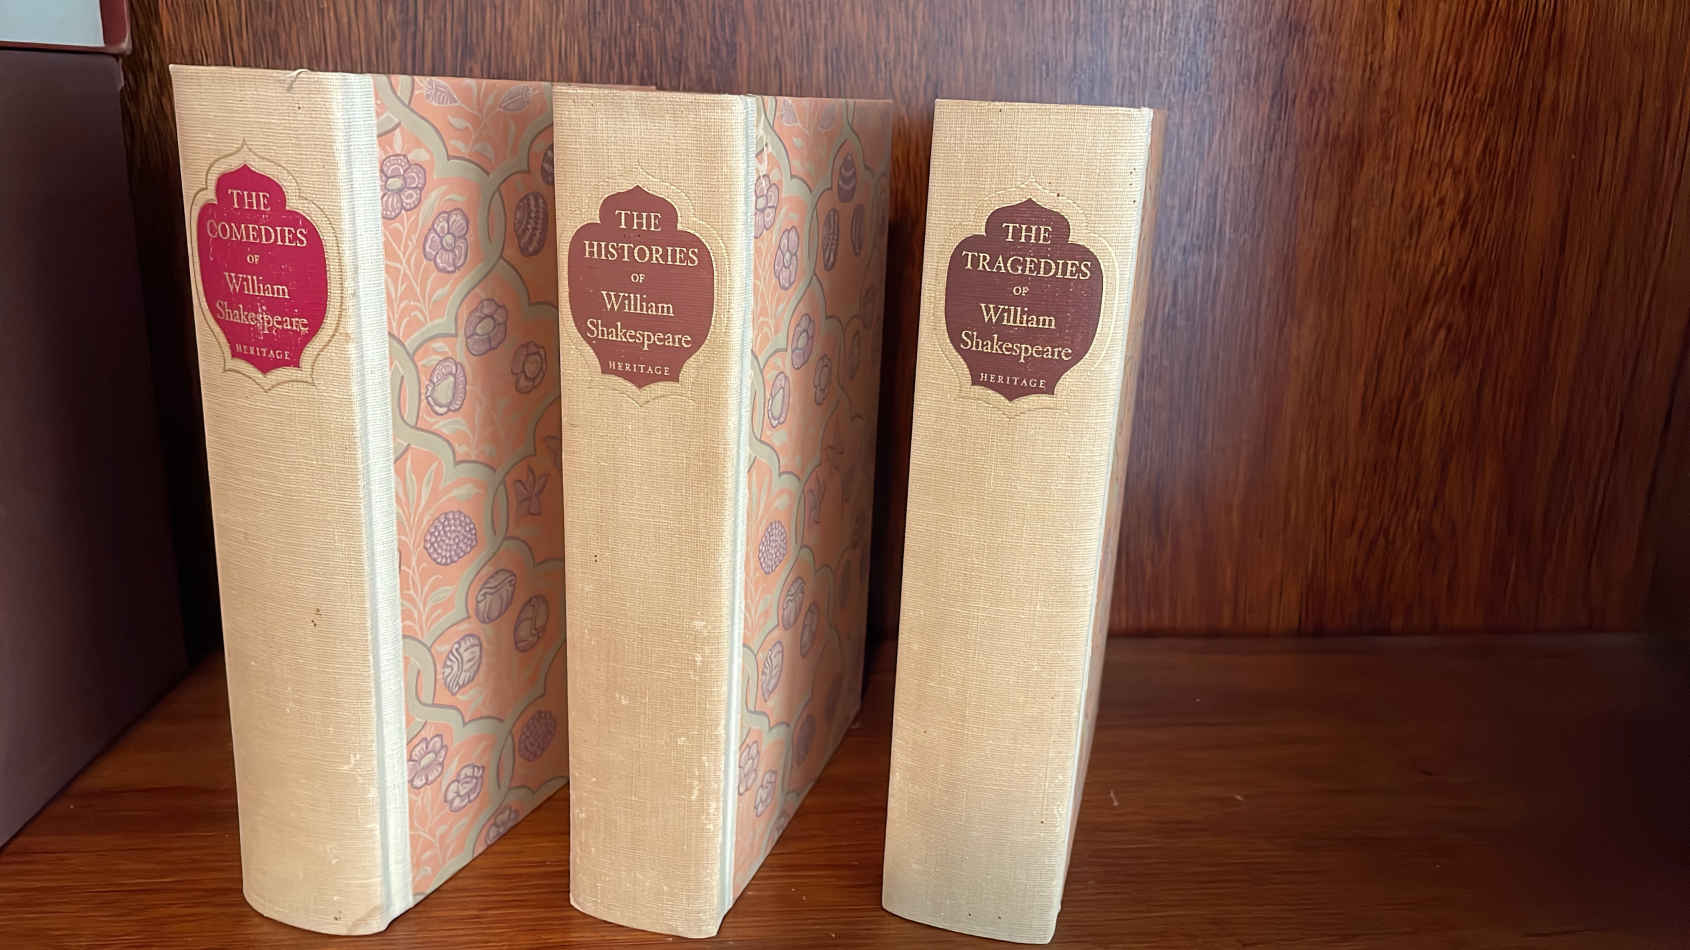 THE
COMEDIES
OF
William
Shakespeare
HERITAGE
THE
HISTORIES
OF
William
Shakespeare
HERITAGE
THE
TRAGEDIES
OF
William
Shakespeare
HERITAGE